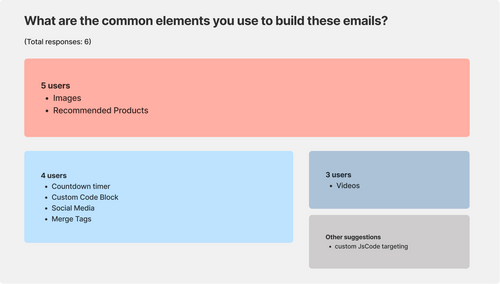 What are the common elements you use to build these emails?
(Total responses: 6)
5 users
• Images
• Recommended Products
4 users
• Countdown timer
• Custom Code Block
• Social Media
• Merge Tags
3 users
• Videos
Other suggestions
• custom JsCode targeting